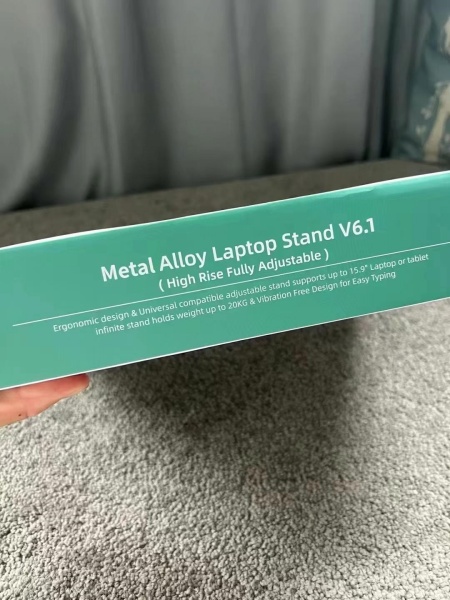 Metal Alloy Laptop Stand V6.1
( High Rise Fully Adjustable )
Ergonomic design & Universal compatible adjustable stand supports up to 15.9" Laptop or tablet
infinite stand holds weight up to 20KG & Vibration Free Design for Easy Typing